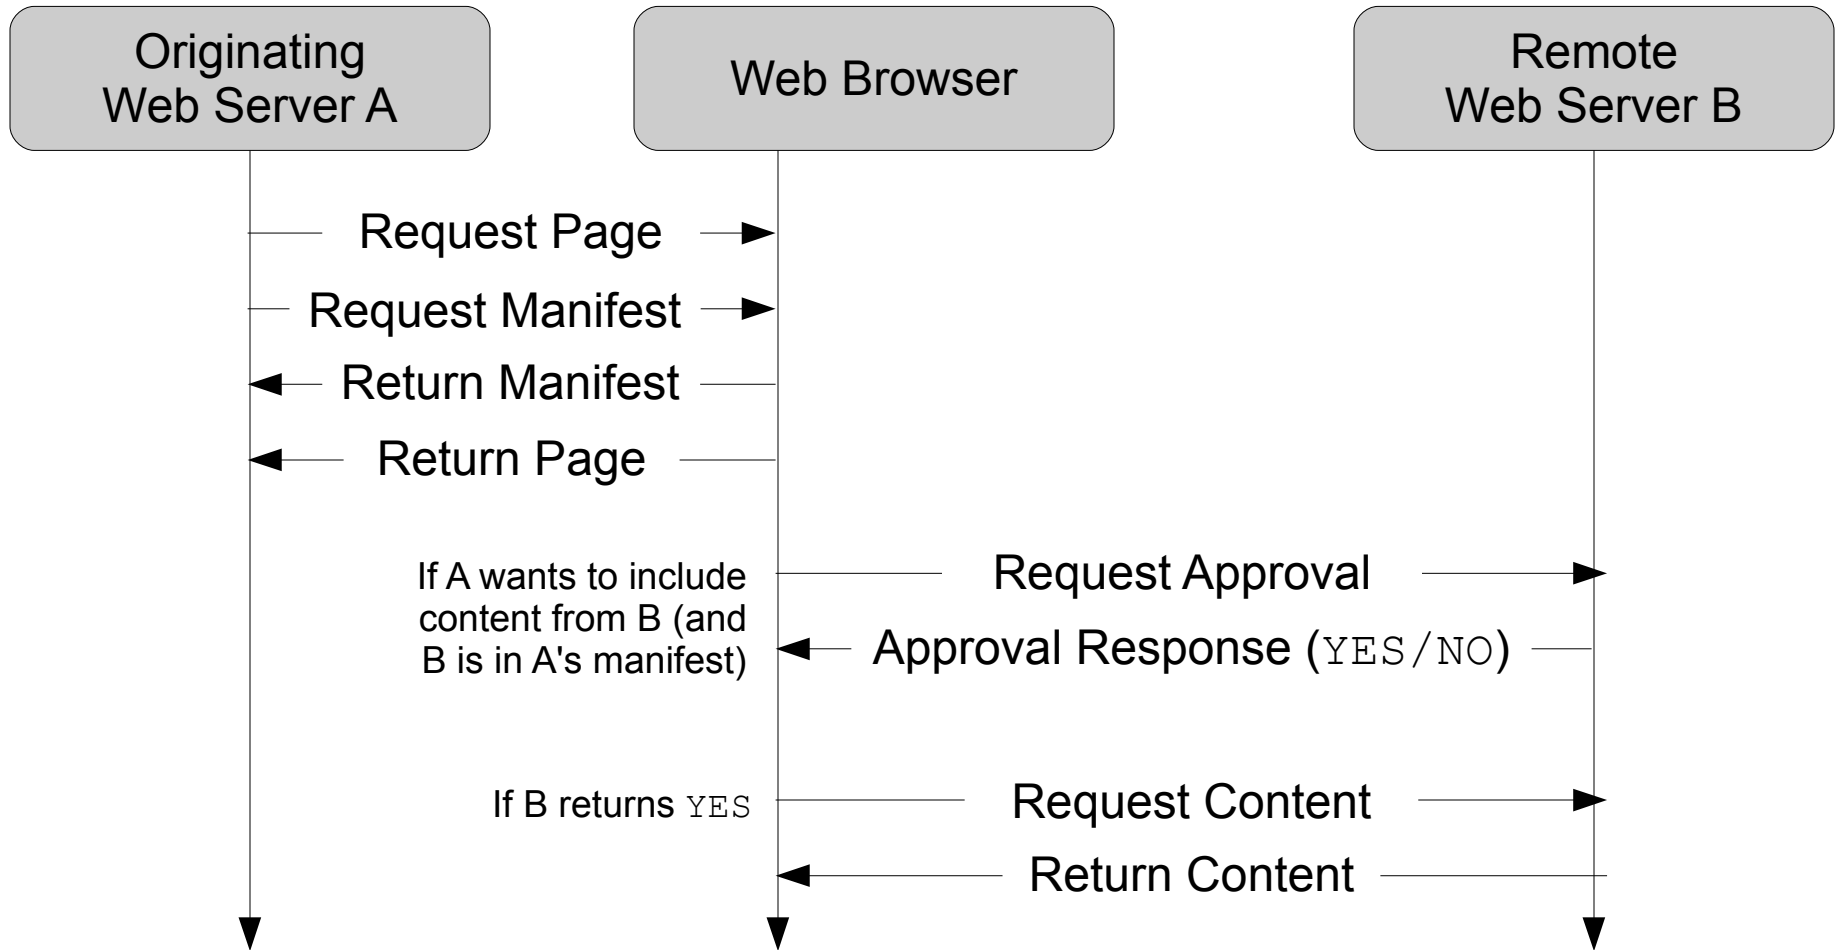 Originating
Web Server A
Web Browser
Remote
Web Server B
Request Page
Request Manifest
Return Manifest
Return Page
If A wants to include
content from B (and
B is in A's manifest)
Request Approval
Approval Response (YES/NO)
If B returns YES
Request Content
Return Content